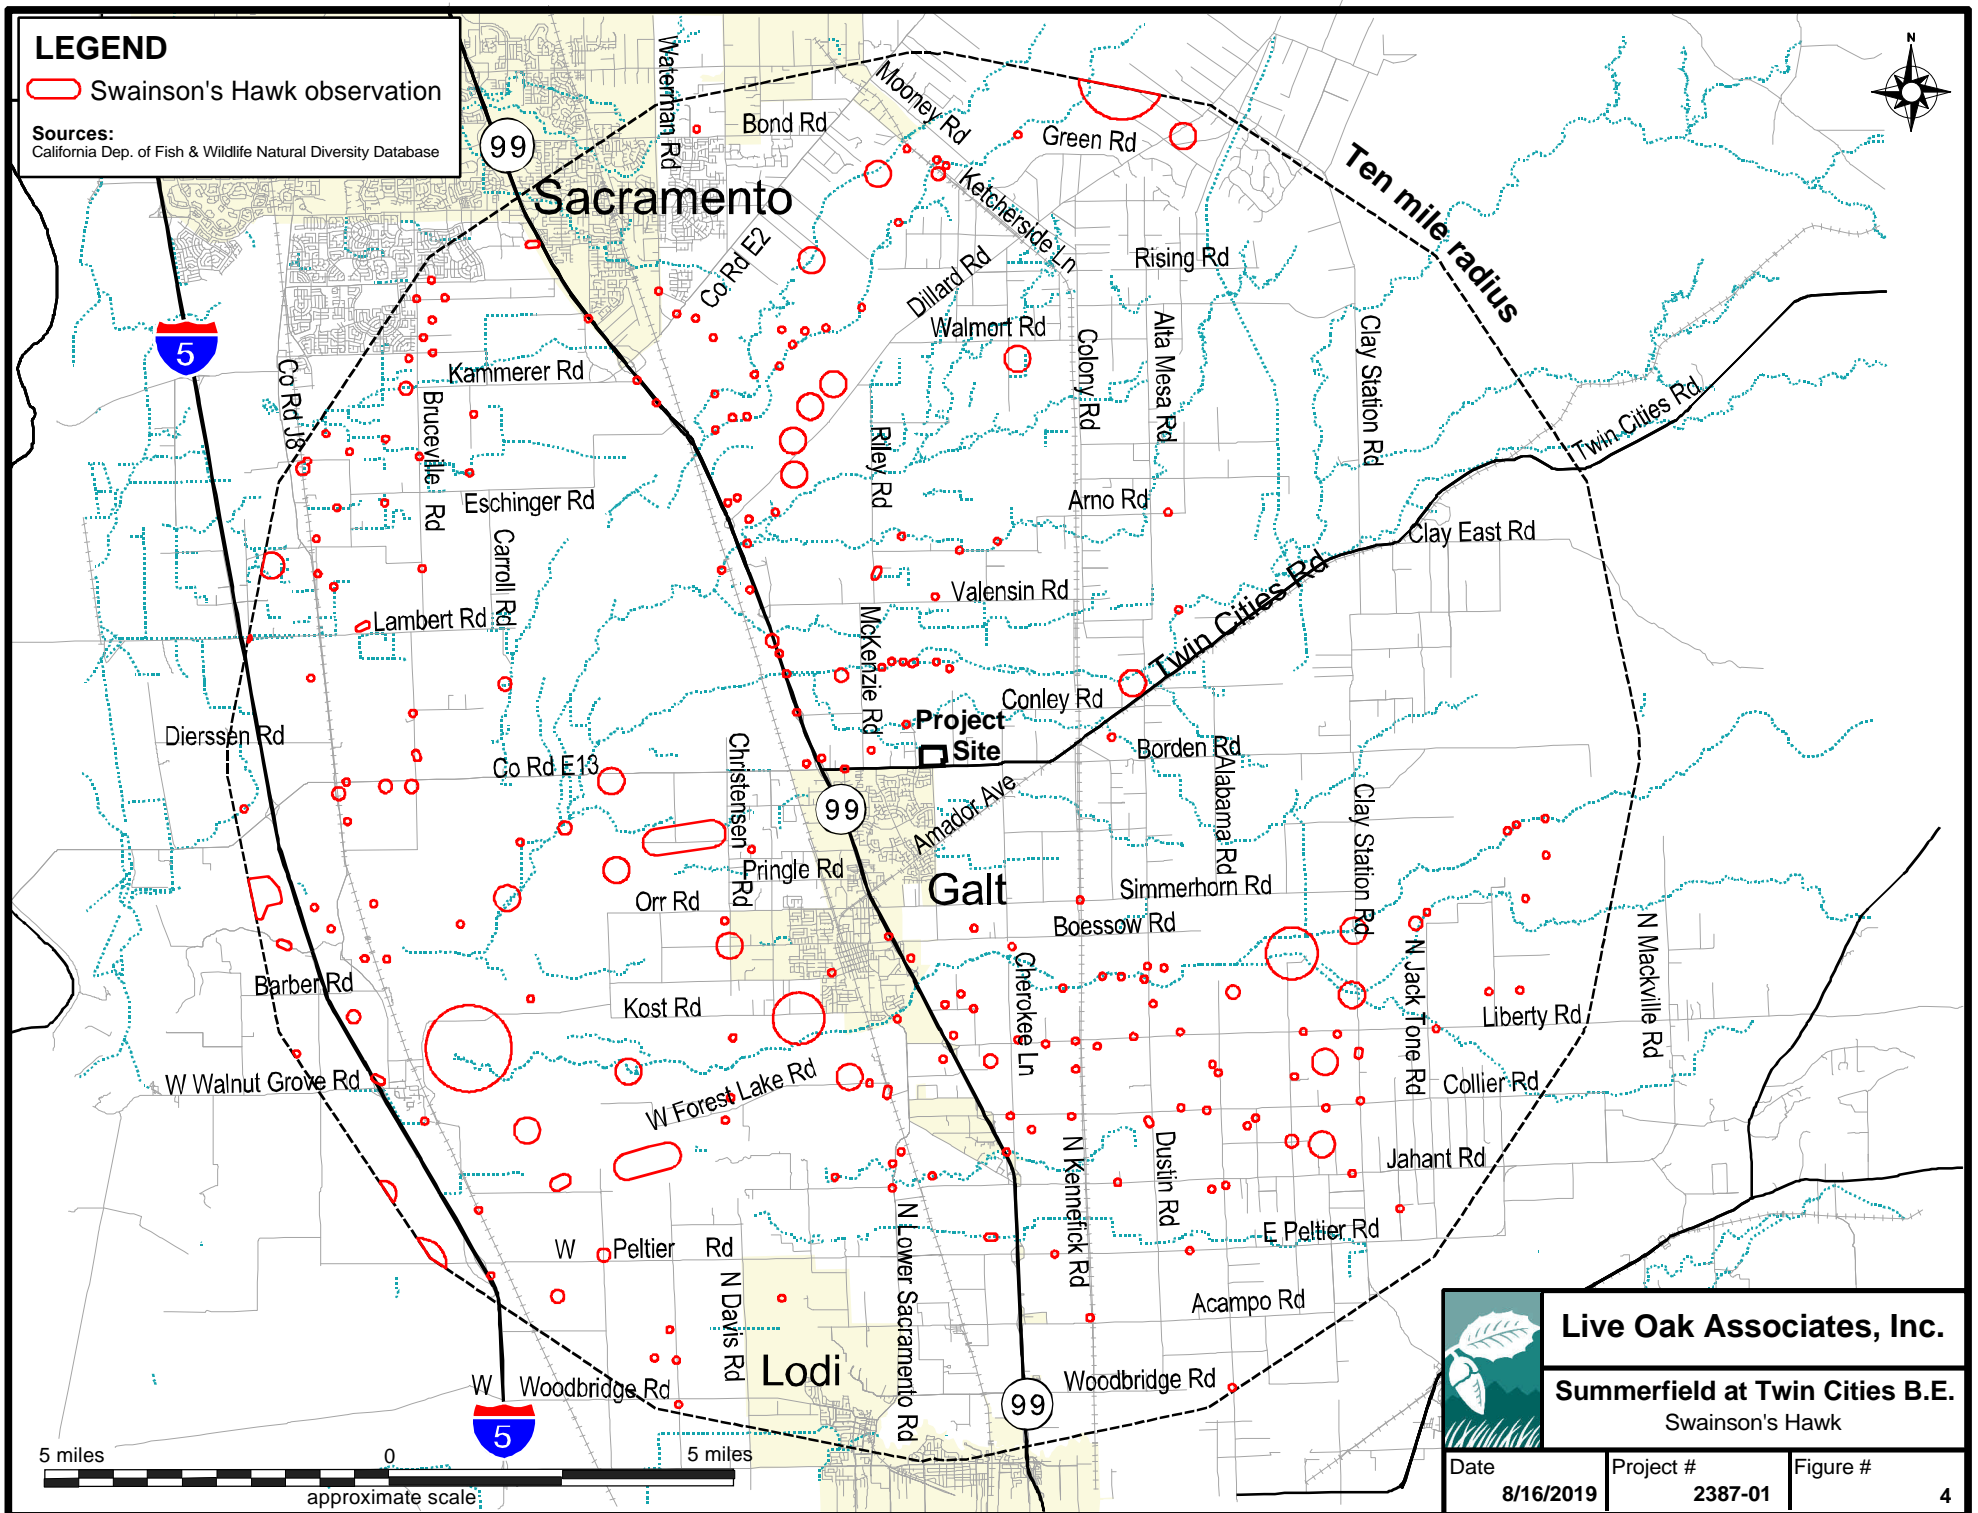 LEGEND
Swainson's Hawk observation
Sources:
California Dep. of Fish & Wildlife Natural Diversity Database
N
99
Waterman Rd
Bond Rd
Mooney Rd
Green Rd
Ten mile radius
Sacramento
Ketcherside Ln
Co Rd E2
Dillard Rd
Rising Rd
Walmort Rd
5
Co Rd J8
Kammerer Rd
Bruceville Rd
Colony Rd
Alta Mesa Rd
Clay Station Rd
Twin Cities Rd
Riley Rd
Eschinger Rd
Arno Rd
Clay East Rd
Carroll Rd
Valensin Rd
Lambert Rd
McKenzie Rd
Twin Cities Rd
Conley Rd
Project
Site
Dierssen Rd
Christensen Rd
Borden Rd
Co Rd E13
Alabama Rd
99
Amador Ave
Clay Station Rd
Pringle Rd
Galt
Simmerhorn Rd
Orr Rd
Boessow Rd
N Jack Tone Rd
N Mackville Rd
Barber Rd
Cherokee Ln
Kost Rd
Liberty Rd
W Walnut Grove Rd
W Forest Lake Rd
Collier Rd
N Kennefick Rd
Dustin Rd
Jahant Rd
N Lower Sacramento Rd
E Peltier Rd
W Peltier Rd
N Davis Rd
Acampo Rd
Lodi
W Woodbridge Rd
Woodbridge Rd
99
5
5 miles 0 5 miles
approximate scale
Live Oak Associates, Inc.
Summerfield at Twin Cities B.E.
Swainson's Hawk
Date
8/16/2019
Project #
2387-01
Figure #
4